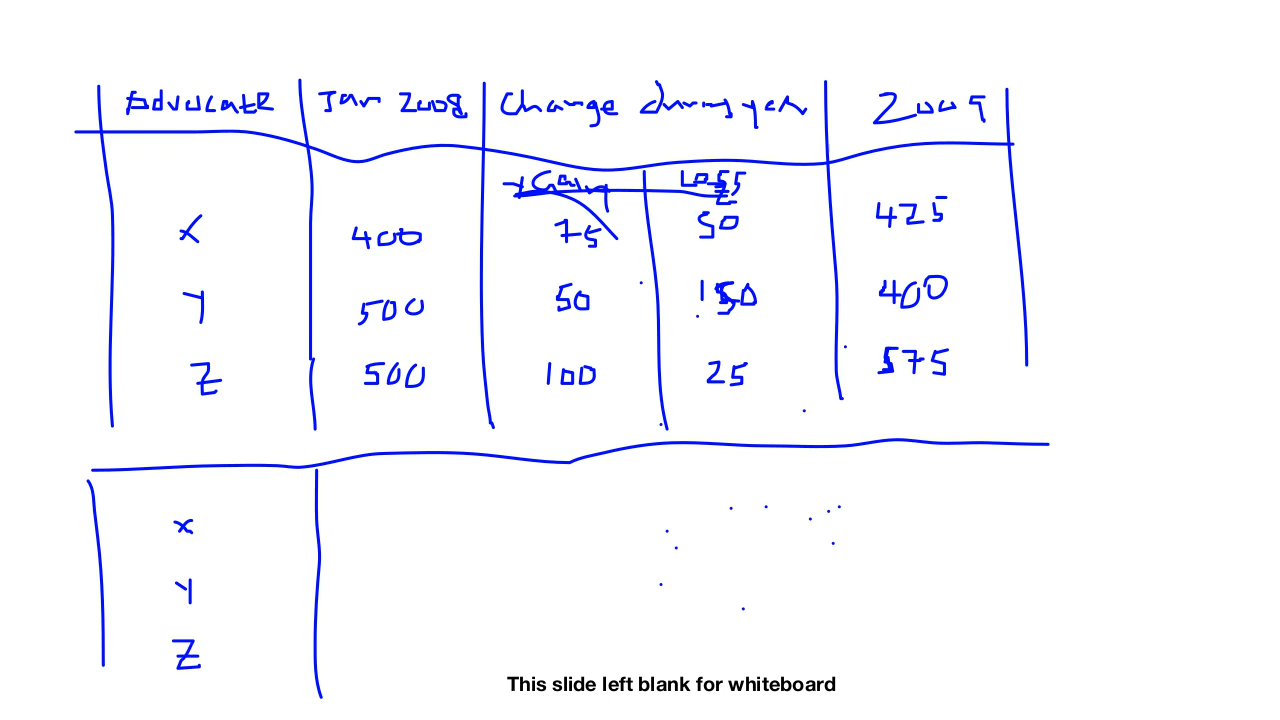 Advocate Jan 2008 Change during year 2009
Gain Loss
X 400 75 50 425
Y 500 50 150 400
Z 500 100 25 575
X
Y
Z
This slide left blank for whiteboard